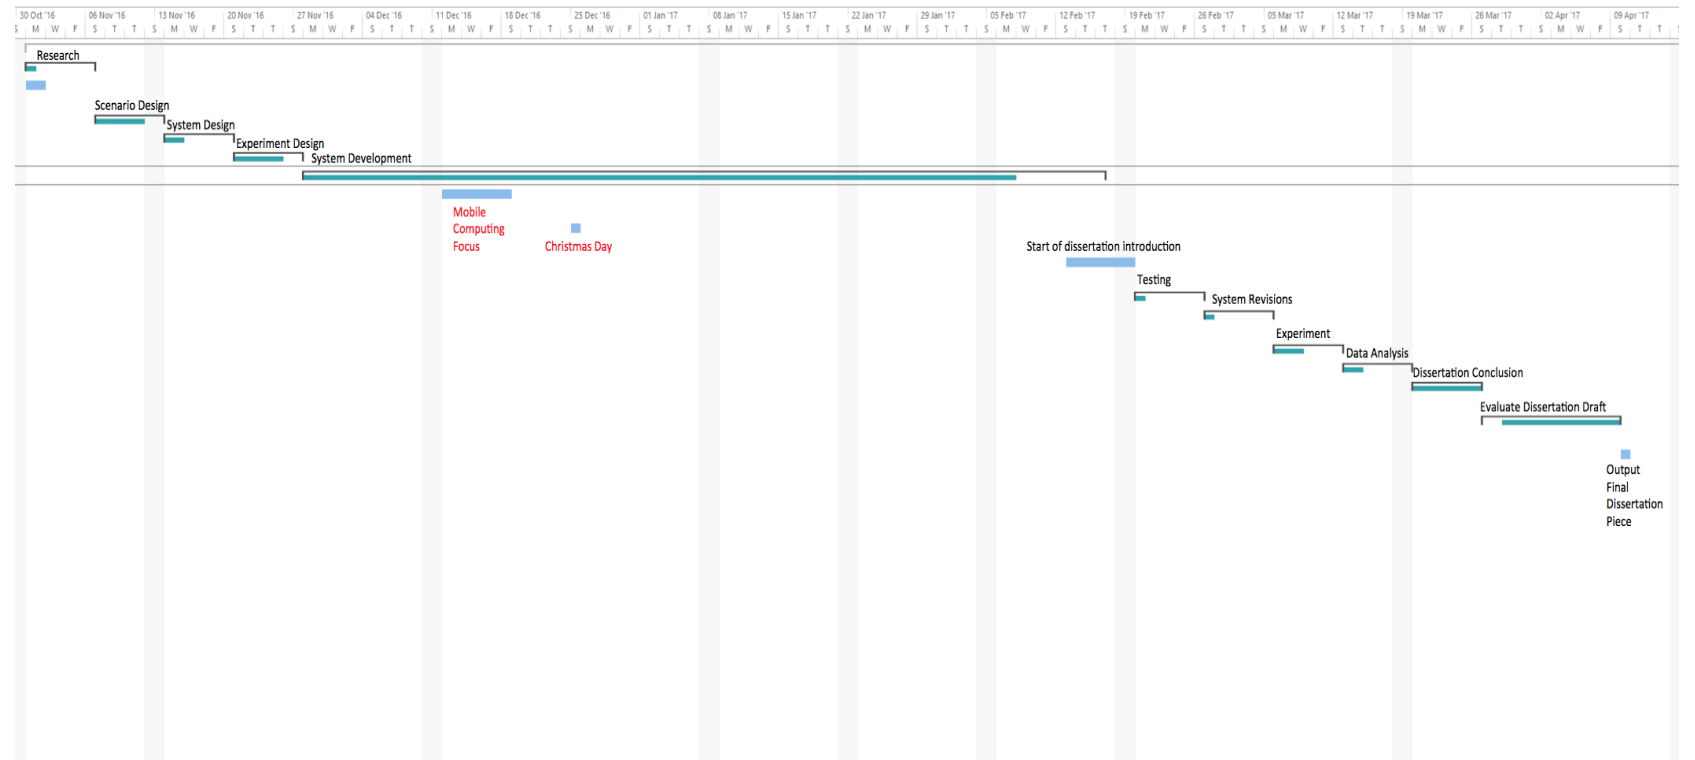 30 Oct '16 06 Nov '16 13 Nov '16 20 Nov '16 27 Nov '16 04 Dec '16 11 Dec '16 18 Dec '16 25 Dec '16 01 Jan '17 08 Jan '17 15 Jan '17 22 Jan '17 29 Jan '17 05 Feb '17 12 Feb '17 19 Feb '17 26 Feb '17 05 Mar '17 12 Mar '17 19 Mar '17 26 Mar '17 02 Apr '17 09 Apr '17
S M W F S T T S M W F S T T S M W F S T T S M W F S T T S M W F S T T S M W F S T T S M W F S T T S M W F S T T S M W F S T T S M W F S T T S M W F S T T S M W F S T T S
Research
Scenario Design
System Design
Experiment Design
System Development
Mobile
Computing
Focus
Christmas Day
Start of dissertation introduction
Testing
System Revisions
Experiment
Data Analysis
Dissertation Conclusion
Evaluate Dissertation Draft
Output
Final
Dissertation
Piece